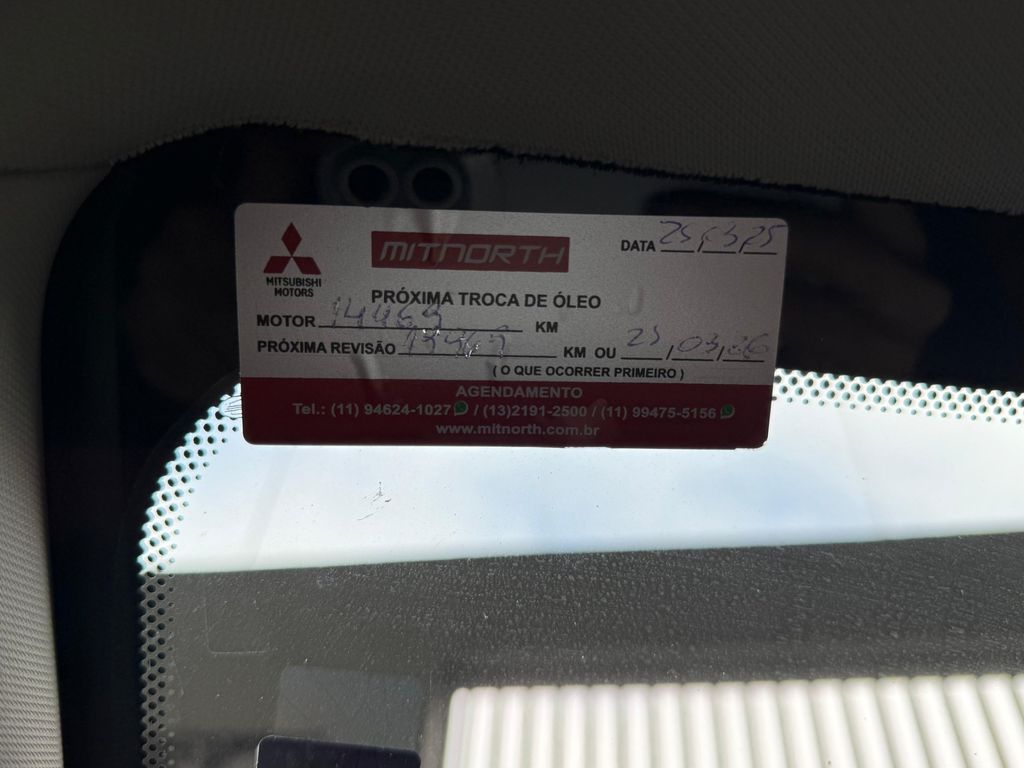 MITSUBISHI
MOTORS
MITNORTH
DATA 25/03/25
PRÓXIMA TROCA DE ÓLEO
MOTOR 14469 KM
PRÓXIMA REVISÃO KM OU 25,03,26
( O QUE OCORRER PRIMEIRO )
AGENDAMENTO
Tel.: (11) 94624-1027 / (13)2191-2500 / (11) 99475-5156
www.mitnorth.com.br